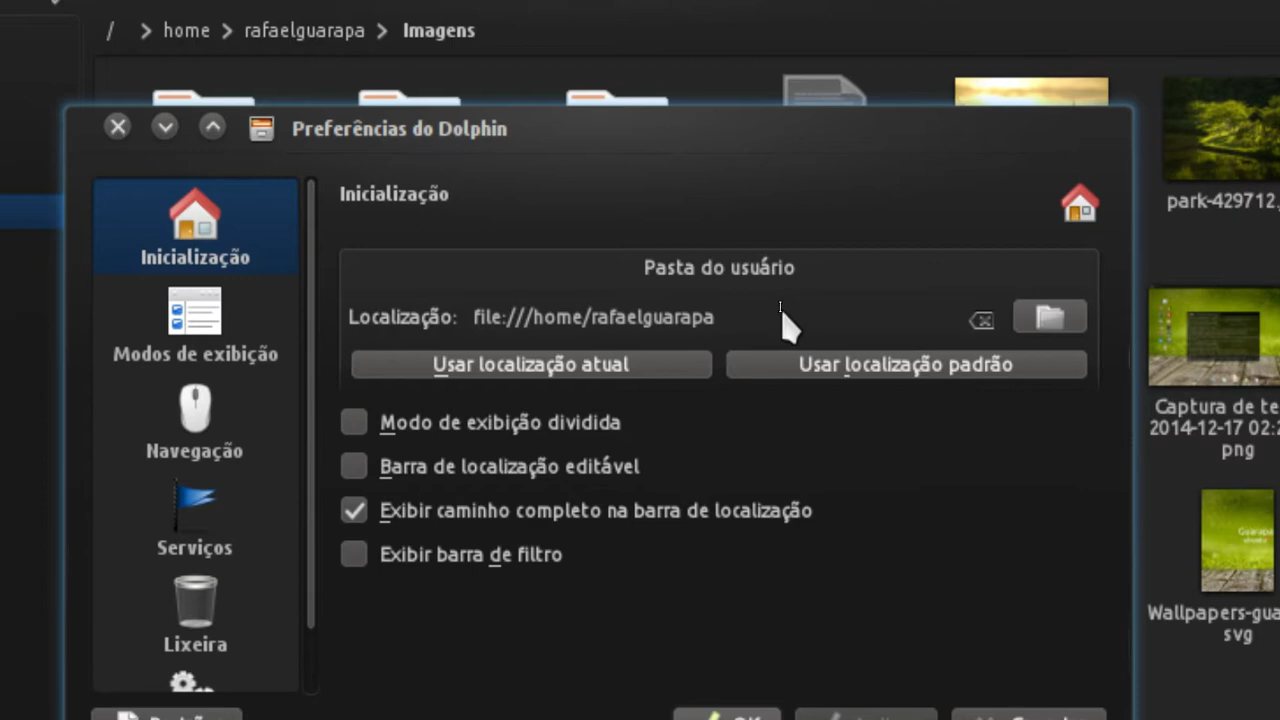 / > home > rafaelguarapa > Imagens
Preferências do Dolphin
Inicialização
Modos de exibição
Navegação
Serviços
Lixeira
Inicialização
Pasta do usuário
Localização: file:///home/rafaelguarapa
Usar localização atual
Usar localização padrão
Modo de exibição dividida
Barra de localização editável
Exibir caminho completo na barra de localização
Exibir barra de filtro
park-429712.
Captura de te
2014-12-17 02:
png
Wallpapers-gua
svg